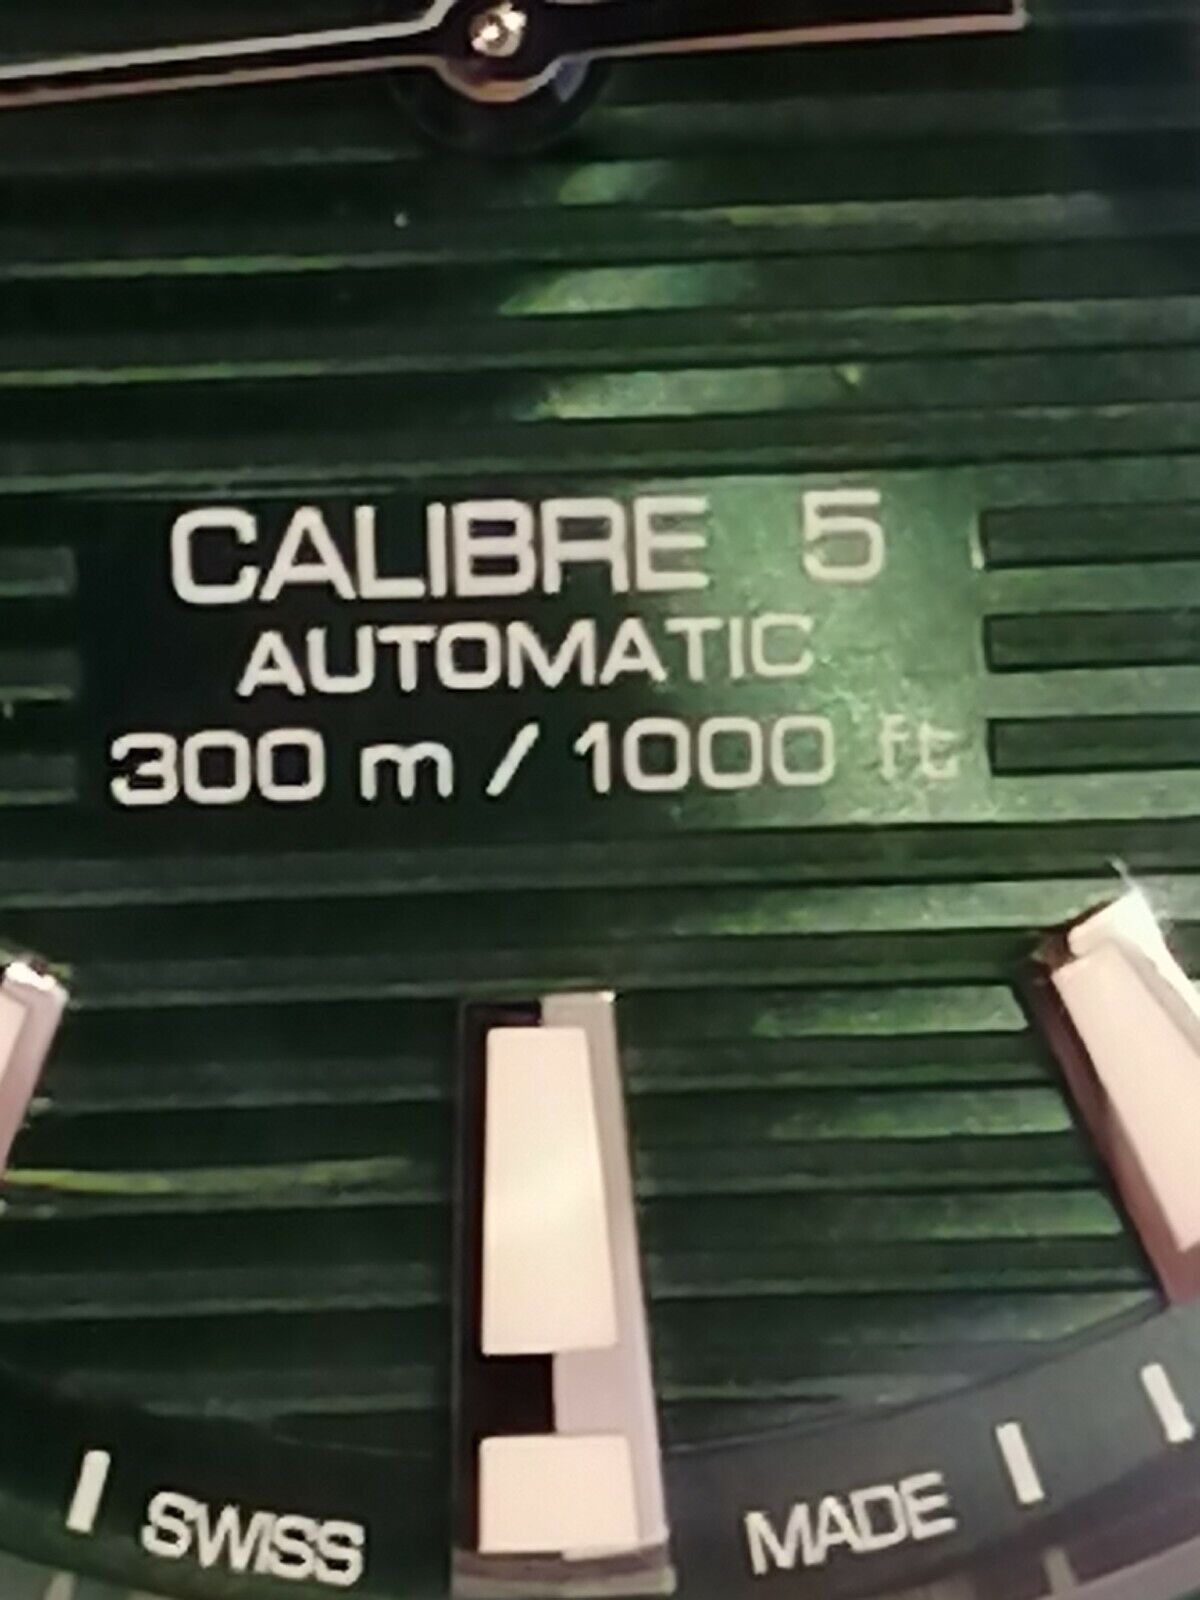 CALIBRE 5
AUTOMATIC
300 m / 1000 ft
SWISS MADE